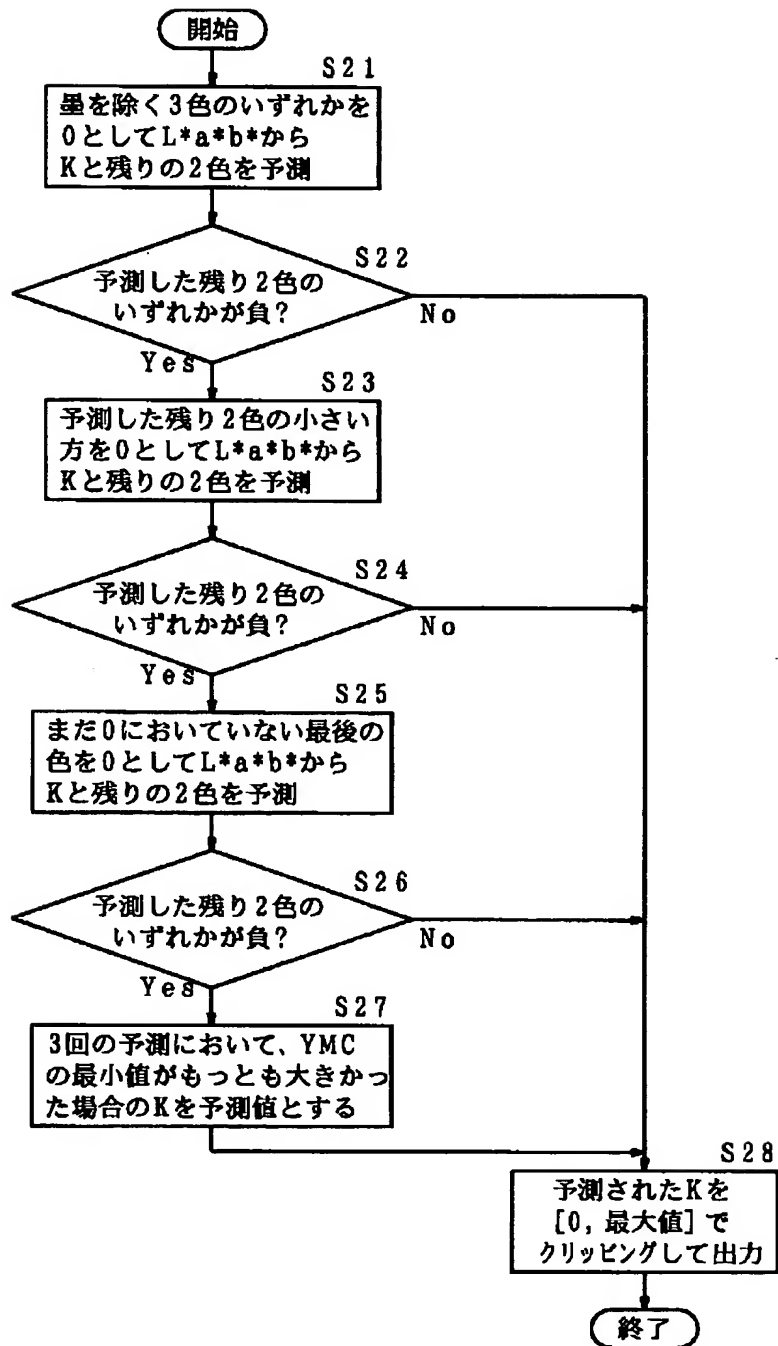 開始
S21
墨を除く3色のいずれかを
0としてL*a*b*から
Kと残りの2色を予測
S22
予測した残り2色の
いずれかが負?
No
Yes
S23
予測した残り2色の小さい
方を0としてL*a*b*から
Kと残りの2色を予測
S24
予測した残り2色の
いずれかが負?
No
Yes
S25
まだ0においていない最後の
色を0としてL*a*b*から
Kと残りの2色を予測
S26
予測した残り2色の
いずれかが負?
No
Yes
S27
3回の予測において、YMC
の最小値がもっとも大きかっ
た場合のKを予測値とする
S28
予測されたKを
[0, 最大値]で
クリッピングして出力
終了